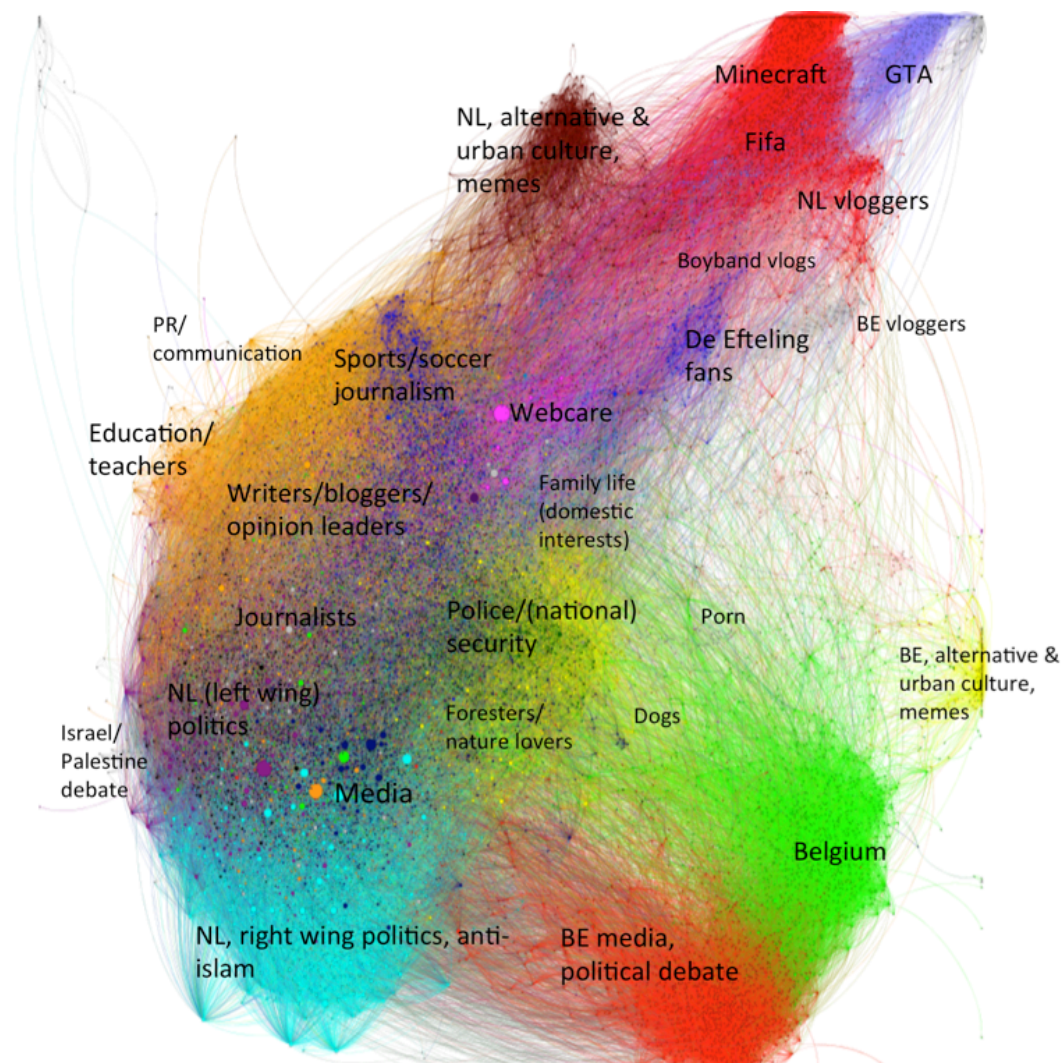 Minecraft
GTA
NL, alternative &
urban culture,
memes
Fifa
NL vloggers
Boyband vlogs
BE vloggers
PR/
communication
Sports/soccer
journalism
De Efteling
fans
Webcare
Education/
teachers
Writers/bloggers/
opinion leaders
Family life
(domestic
interests)
Journalists
Police/(national)
security
Porn
BE, alternative &
urban culture,
memes
NL (left wing)
politics
Foresters/
nature lovers
Dogs
Israel/
Palestine
debate
Media
Belgium
NL, right wing politics, anti-
islam
BE media,
political debate